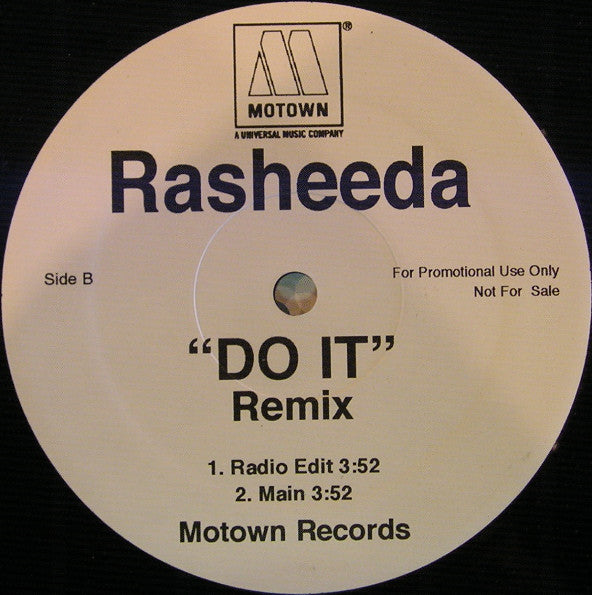 MOTOWN®
A UNIVERSAL MUSIC COMPANY
Rasheeda
Side B
For Promotional Use Only
Not For Sale
“DO IT”
Remix
1. Radio Edit 3:52
2. Main 3:52
Motown Records